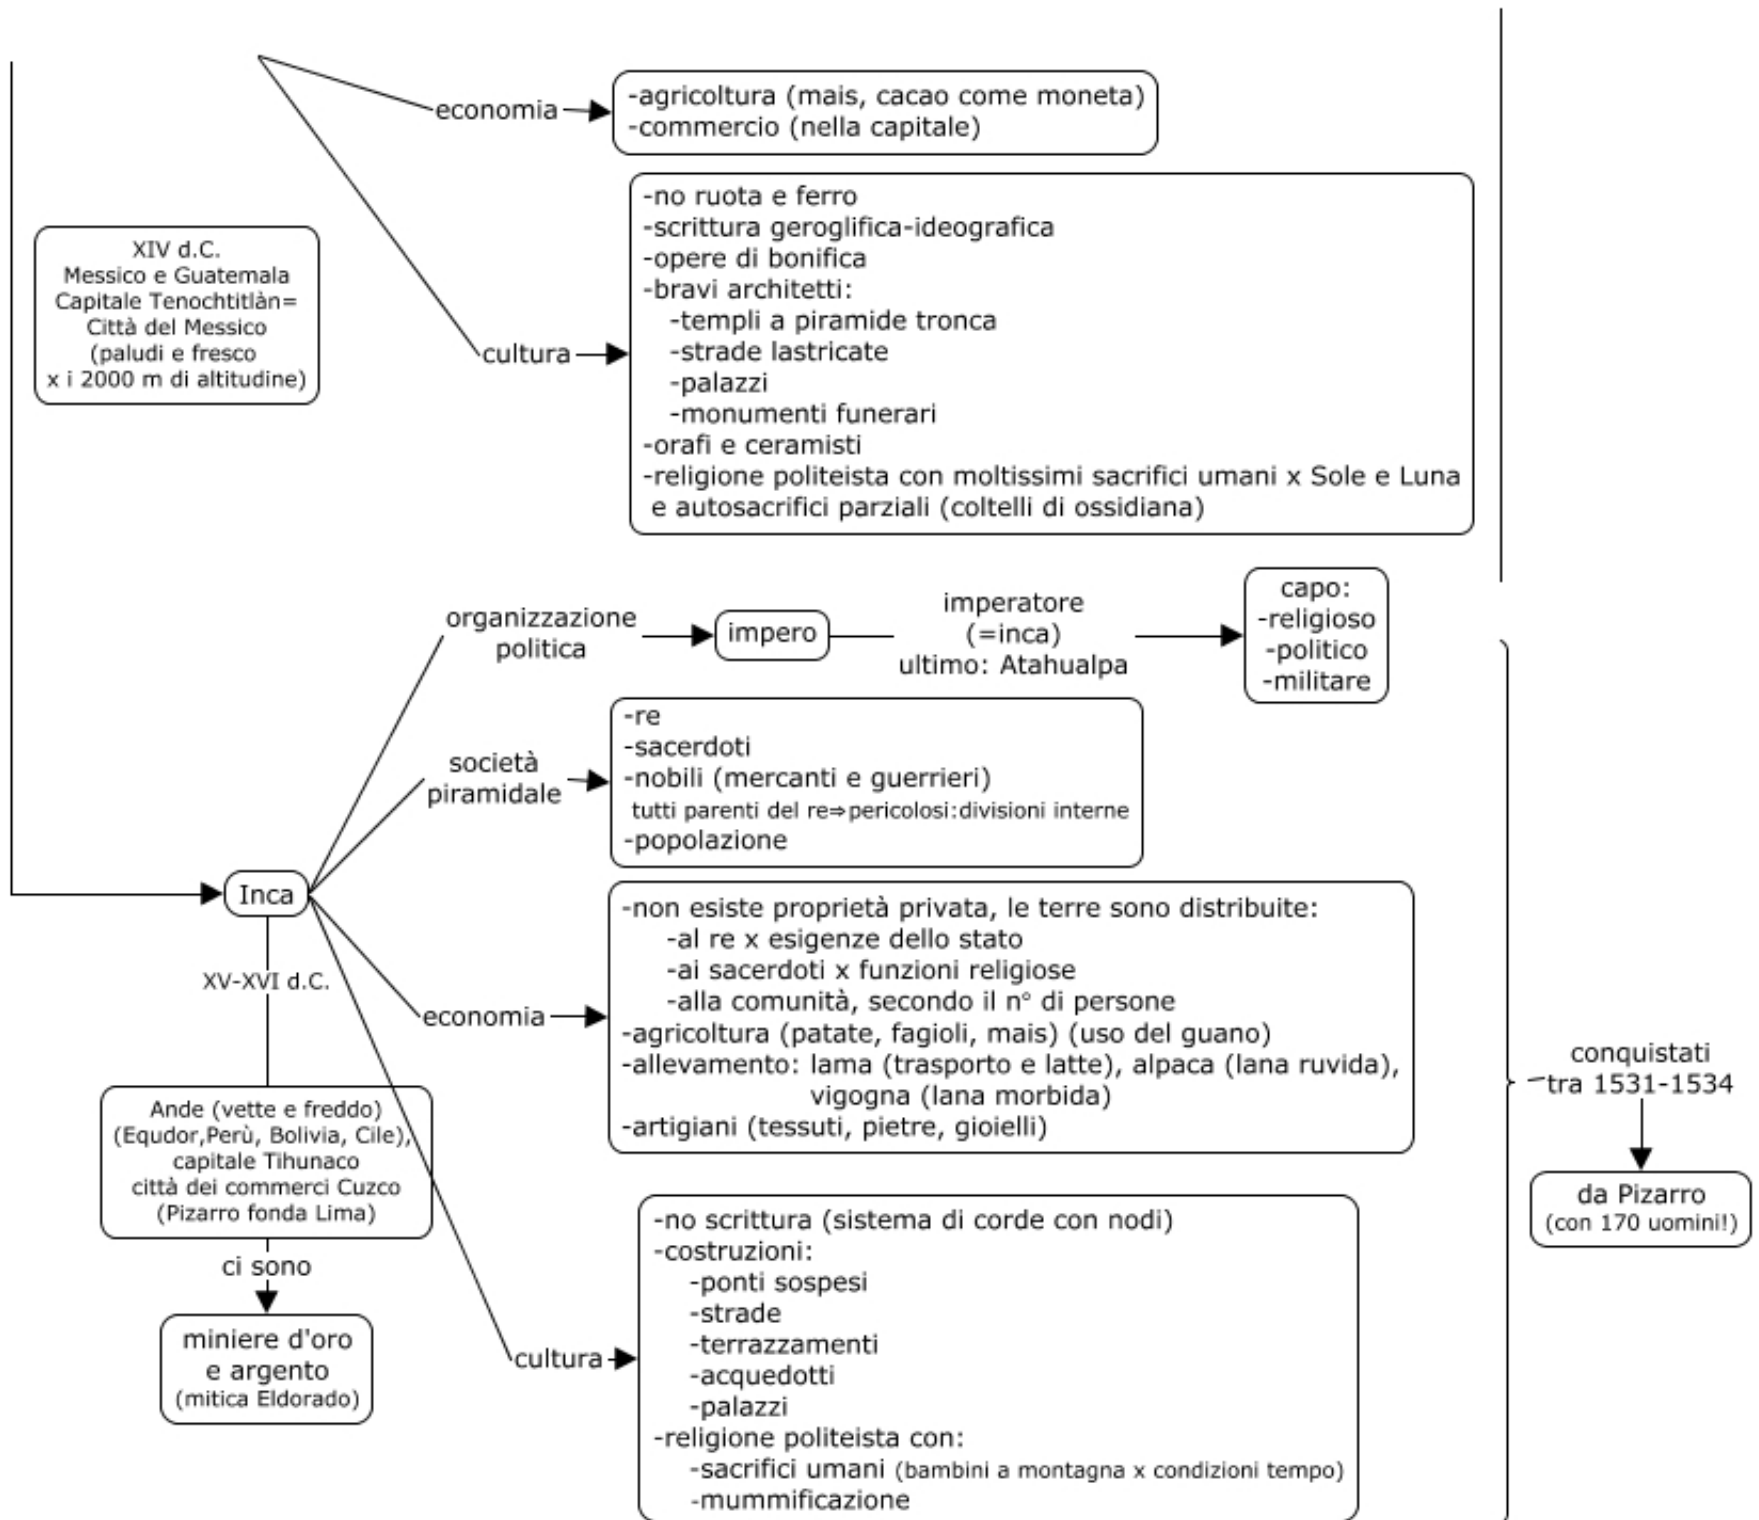 economia
-agricoltura (mais, cacao come moneta)
-commercio (nella capitale)
XIV d.C.
Messico e Guatemala
Capitale Tenochtitlàn=
Città del Messico
(paludi e fresco
x i 2000 m di altitudine)
cultura
-no ruota e ferro
-scrittura geroglifica-ideografica
-opere di bonifica
-bravi architetti:
-templi a piramide tronca
-strade lastricate
-palazzi
-monumenti funerari
-orafi e ceramisti
-religione politeista con moltissimi sacrifici umani x Sole e Luna
e autosacrifici parziali (coltelli di ossidiana)
organizzazione
politica
impero
imperatore
(=inca)
ultimo: Atahualpa
capo:
-religioso
-politico
-militare
società
piramidale
-re
-sacerdoti
-nobili (mercanti e guerrieri)
tutti parenti del re⇒pericolosi:divisioni interne
-popolazione
Inca
XV-XVI d.C.
economia
-non esiste proprietà privata, le terre sono distribuite:
-al re x esigenze dello stato
-ai sacerdoti x funzioni religiose
-alla comunità, secondo il n° di persone
-agricoltura (patate, fagioli, mais) (uso del guano)
-allevamento: lama (trasporto e latte), alpaca (lana ruvida),
vigogna (lana morbida)
-artigiani (tessuti, pietre, gioielli)
conquistati
tra 1531-1534
da Pizarro
(con 170 uomini!)
Ande (vette e freddo)
(Equdor,Perù, Bolivia, Cile),
capitale Tihunaco
città dei commerci Cuzco
(Pizarro fonda Lima)
ci sono
miniere d'oro
e argento
(mitica Eldorado)
cultura
-no scrittura (sistema di corde con nodi)
-costruzioni:
-ponti sospesi
-strade
-terrazzamenti
-acquedotti
-palazzi
-religione politeista con:
-sacrifici umani (bambini a montagna x condizioni tempo)
-mummificazione